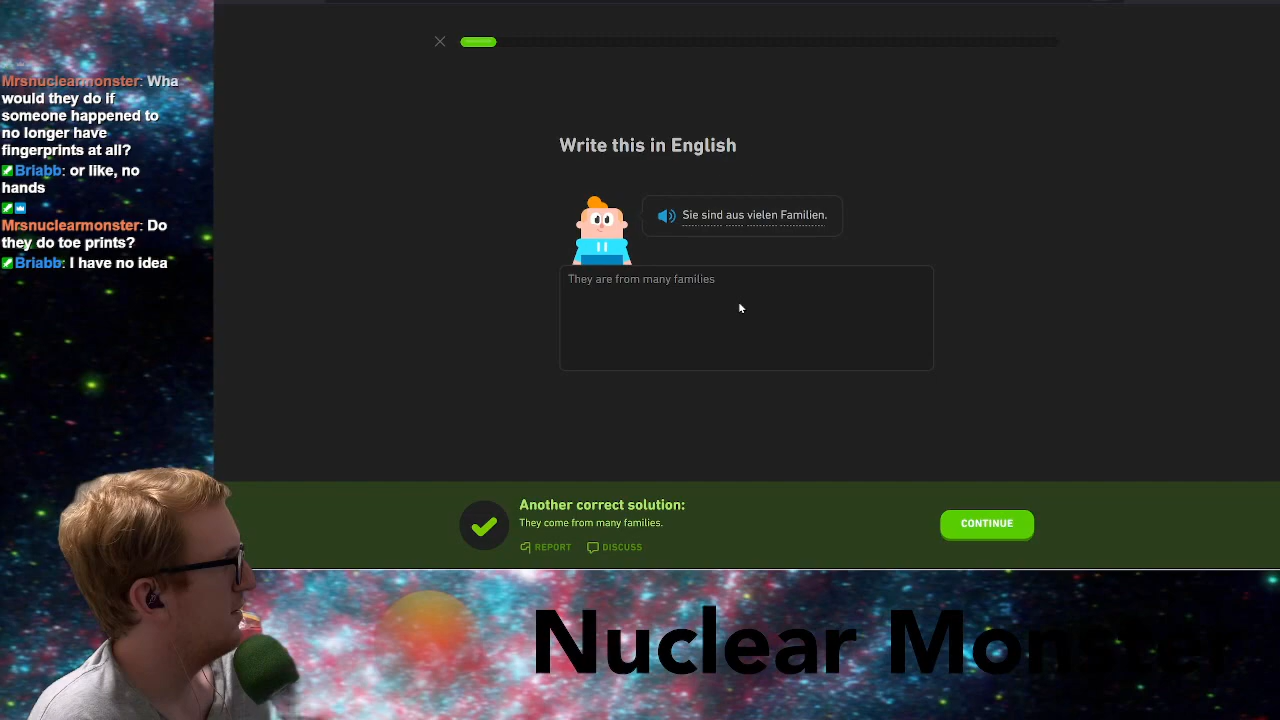 Mrsnuclearmonster: Wha
would they do if
someone happened to
no longer have
fingerprints at all?
Briabb: or like, no
hands
Mrsnuclearmonster: Do
they do toe prints?
Briabb: I have no idea
Write this in English
Sie sind aus vielen Familien.
They are from many families
Another correct solution:
They come from many families.
REPORT
DISCUSS
CONTINUE
Nuclear Monster